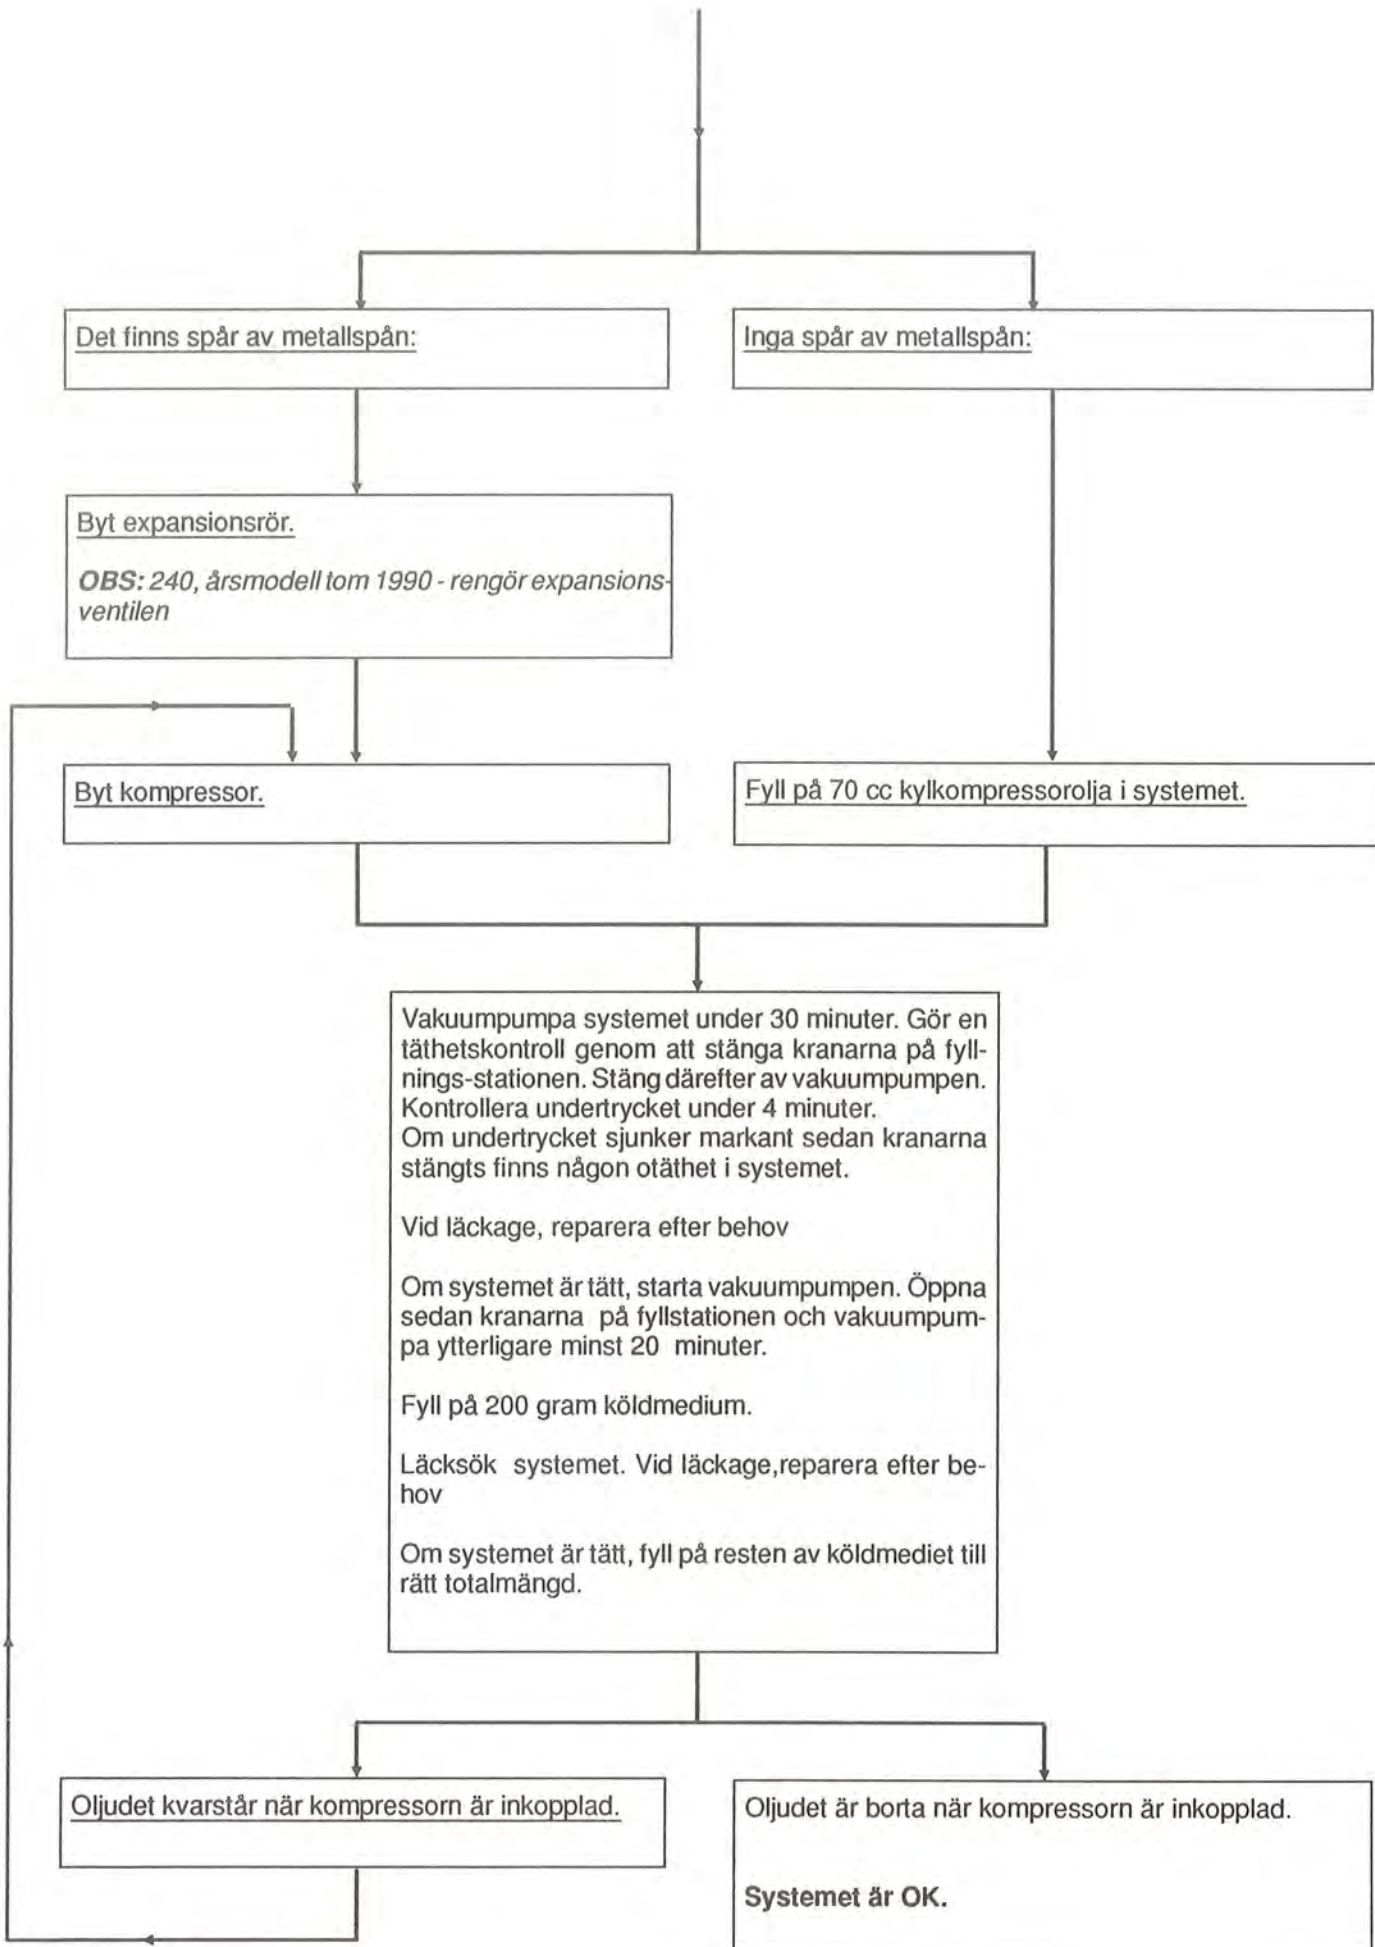 Det finns spår av metallspån:
Inga spår av metallspån:
Byt expansionsrör.
OBS: 240, årsmodell tom 1990 - rengör expansions-
ventilen
Byt kompressor.
Fyll på 70 cc kylkompressorolja i systemet.
Vakuumpumpa systemet under 30 minuter. Gör en
täthetskontroll genom att stänga kranarna på fyll-
nings-stationen. Stäng därefter av vakuumpumpen.
Kontrollera undertrycket under 4 minuter.
Om undertrycket sjunker markant sedan kranarna
stängts finns någon otäthet i systemet.
Vid läckage, reparera efter behov
Om systemet är tätt, starta vakuumpumpen. Öppna
sedan kranarna på fyllstationen och vakuumpum-
pa ytterligare minst 20 minuter.
Fyll på 200 gram köldmedium.
Läcksök systemet. Vid läckage,reparera efter be-
hov
Om systemet är tätt, fyll på resten av köldmediet till
rätt totalmängd.
Oljudet kvarstår när kompressorn är inkopplad.
Oljudet är borta när kompressorn är inkopplad.
Systemet är OK.